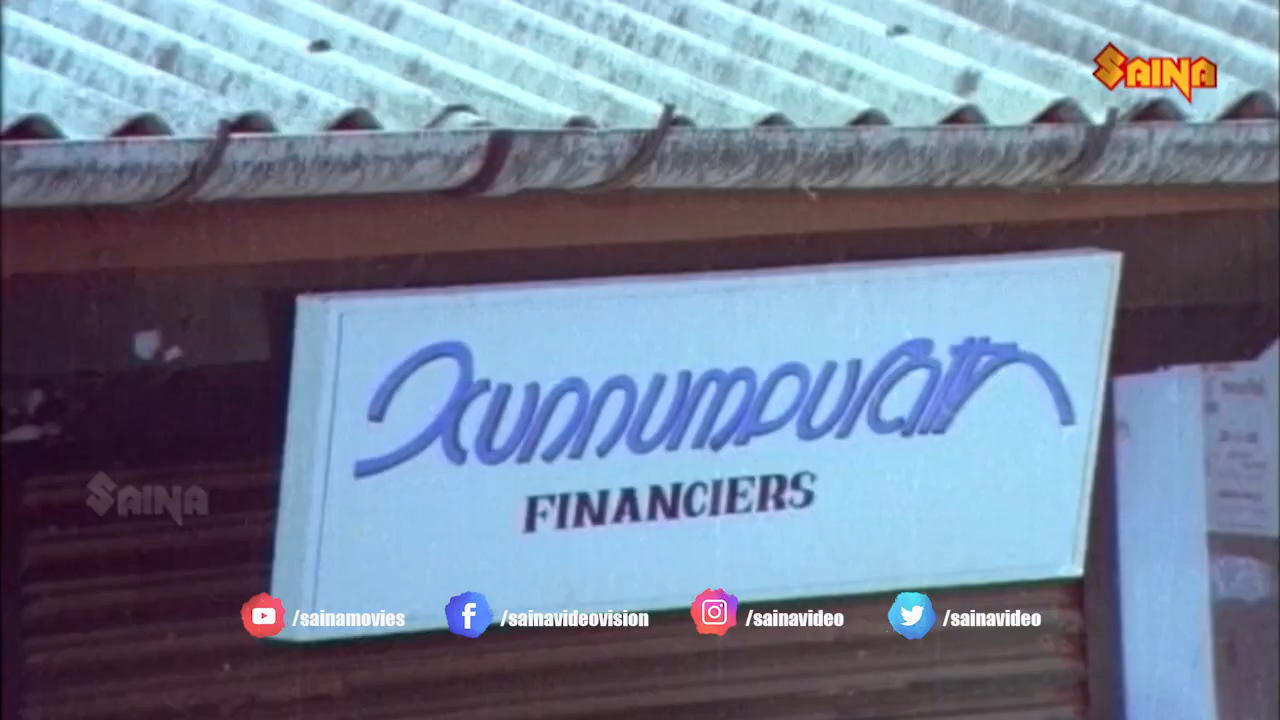 SAINA
Kunnumpurath
FINANCIERS
SAINA
/sainamovies
/sainavideovision
/sainavideo
/sainavideo